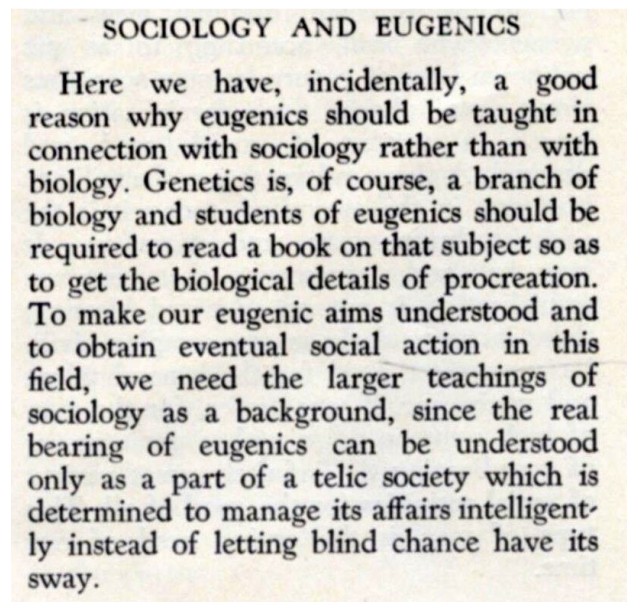 SOCIOLOGY AND EUGENICS
Here we have, incidentally, a good
reason why eugenics should be taught in
connection with sociology rather than with
biology. Genetics is, of course, a branch of
biology and students of eugenics should be
required to read a book on that subject so as
to get the biological details of procreation.
To make our eugenic aims understood and
to obtain eventual social action in this
field, we need the larger teachings of
sociology as a background, since the real
bearing of eugenics can be understood
only as a part of a telic society which is
determined to manage its affairs intelligent-
ly instead of letting blind chance have its
sway.